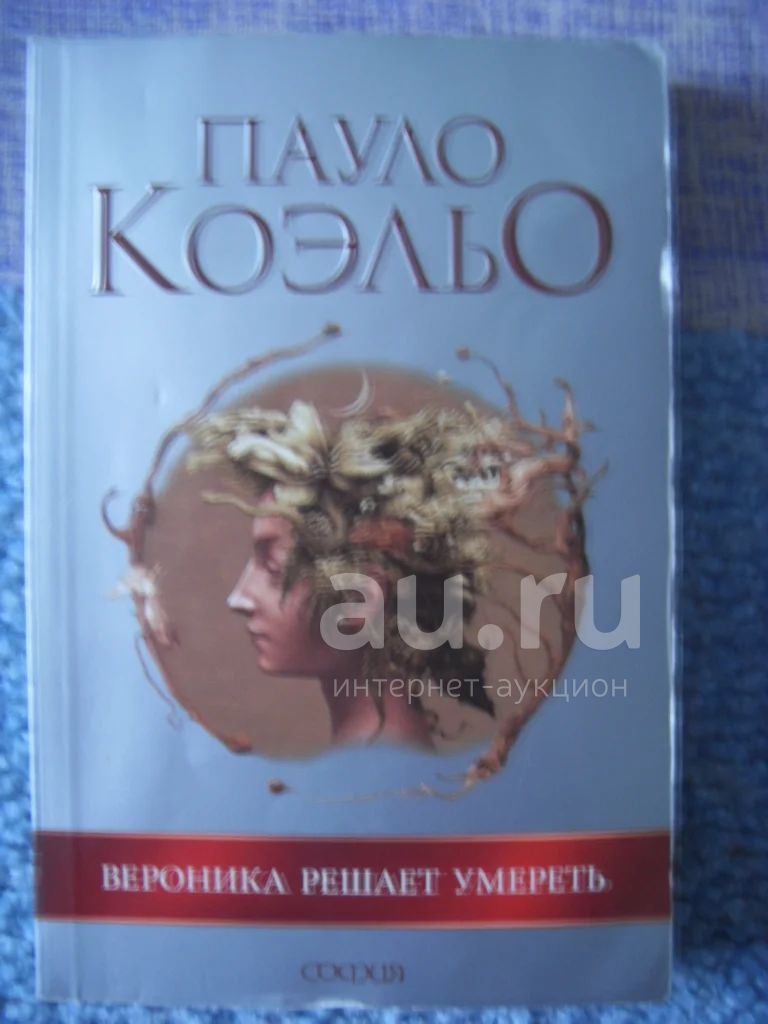 ПАУЛО
КОЭЛЬО
au.ru
интернет-аукцион
ВЕРОНИКА РЕШАЕТ УМЕРЕТЬ
СОФИЯ